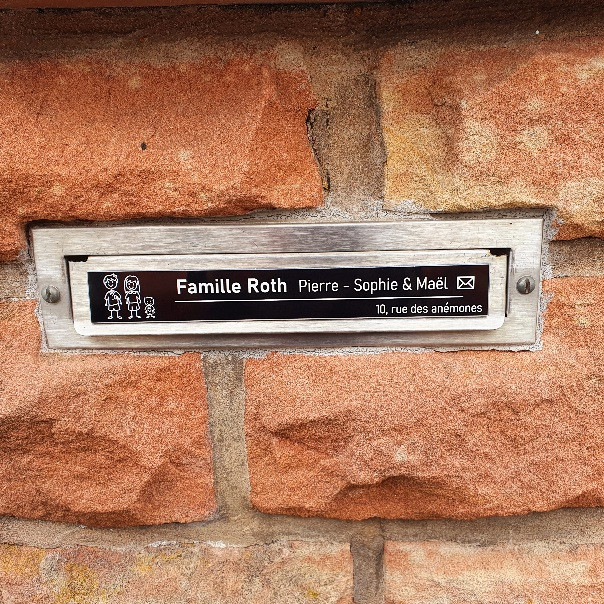 Famille Roth Pierre - Sophie & Maël
10, rue des anémones